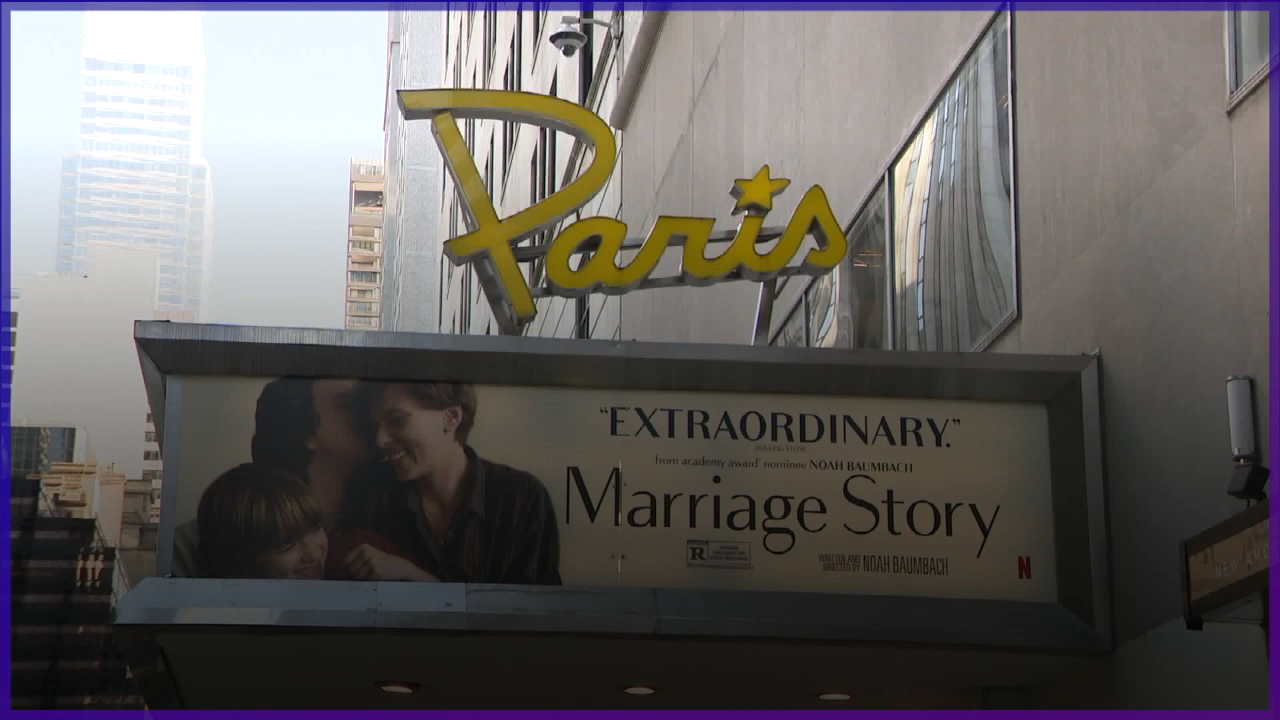 Paris
“EXTRAORDINARY.”
ROLLING STONE
from academy award® nominee NOAH BAUMBACH
Marriage Story
R
WRITTEN AND
DIRECTED BY NOAH BAUMBACH
N